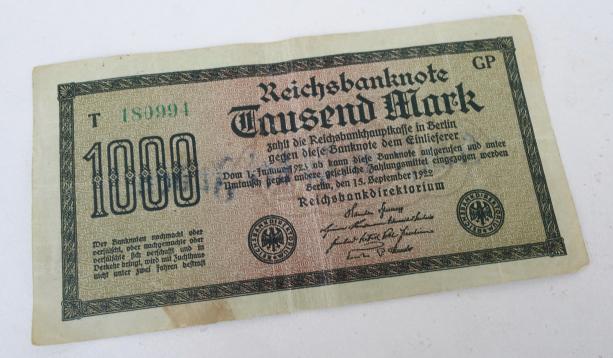 Reichsbanknote
GP
T 180994
Tausend Mark
1000
zahlt die Reichsbankhauptkasse in Berlin
gegen diese Banknote dem Einlieferer
Vom 1. Januar 1923 ab kann diese Banknote aufgerufen und unter
Umtausch gegen andere gesetzliche Zahlungsmittel eingezogen werden
Berlin, den 15. September 1922
Reichsbankdirektorium
Wer Banknoten nachmacht oder
verfälscht, oder nachgemachte oder
verfälschte sich verschafft und in
Verkehr bringt, wird mit Zuchthaus
nicht unter zwei Jahren bestraft